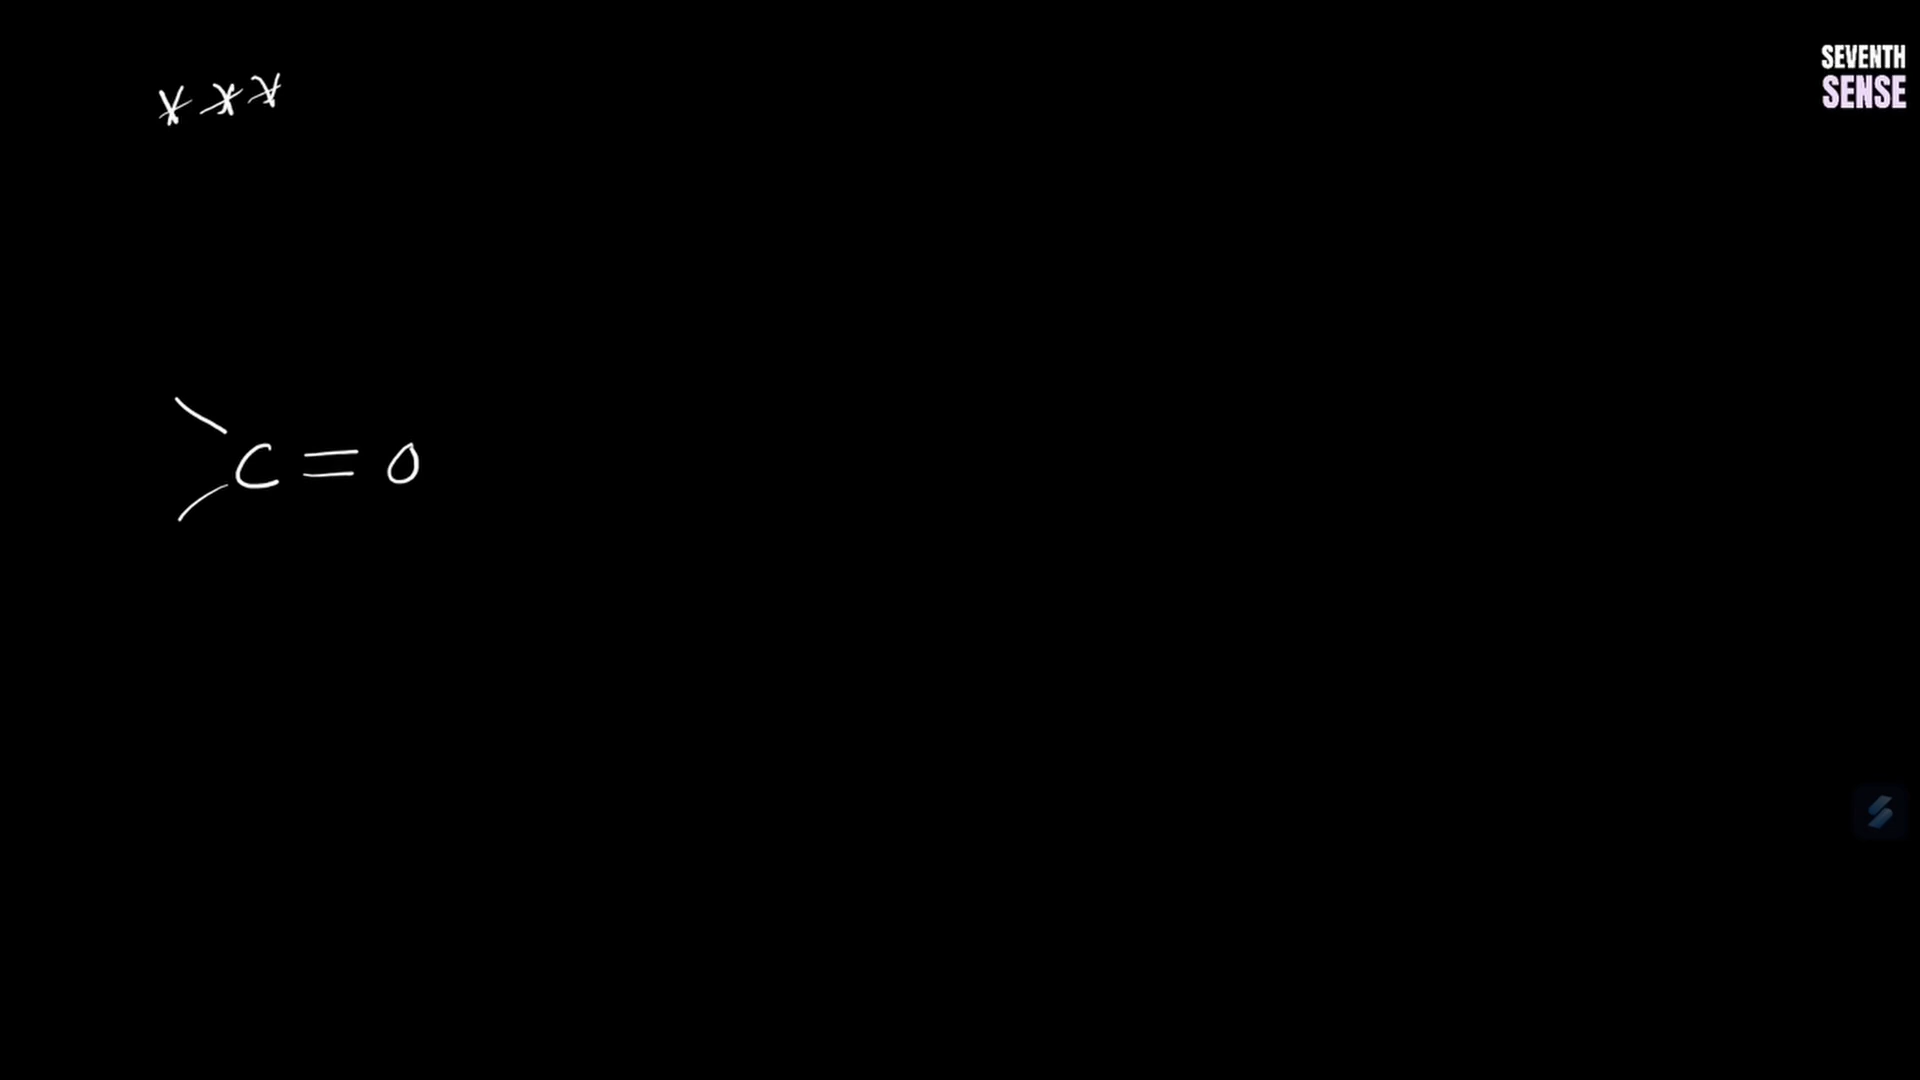 ***
SEVENTH
SENSE
C = O